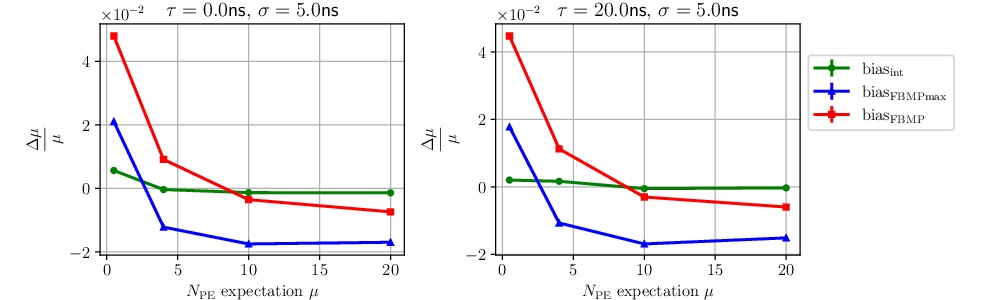 ×10⁻² τ = 0.0ns, σ = 5.0ns
4
2
0
−2
Δμ/μ
0 5 10 15 20
N_PE expectation μ
×10⁻² τ = 20.0ns, σ = 5.0ns
4
2
0
−2
Δμ/μ
0 5 10 15 20
N_PE expectation μ
bias_int
bias_FBMPmax
bias_FBMP